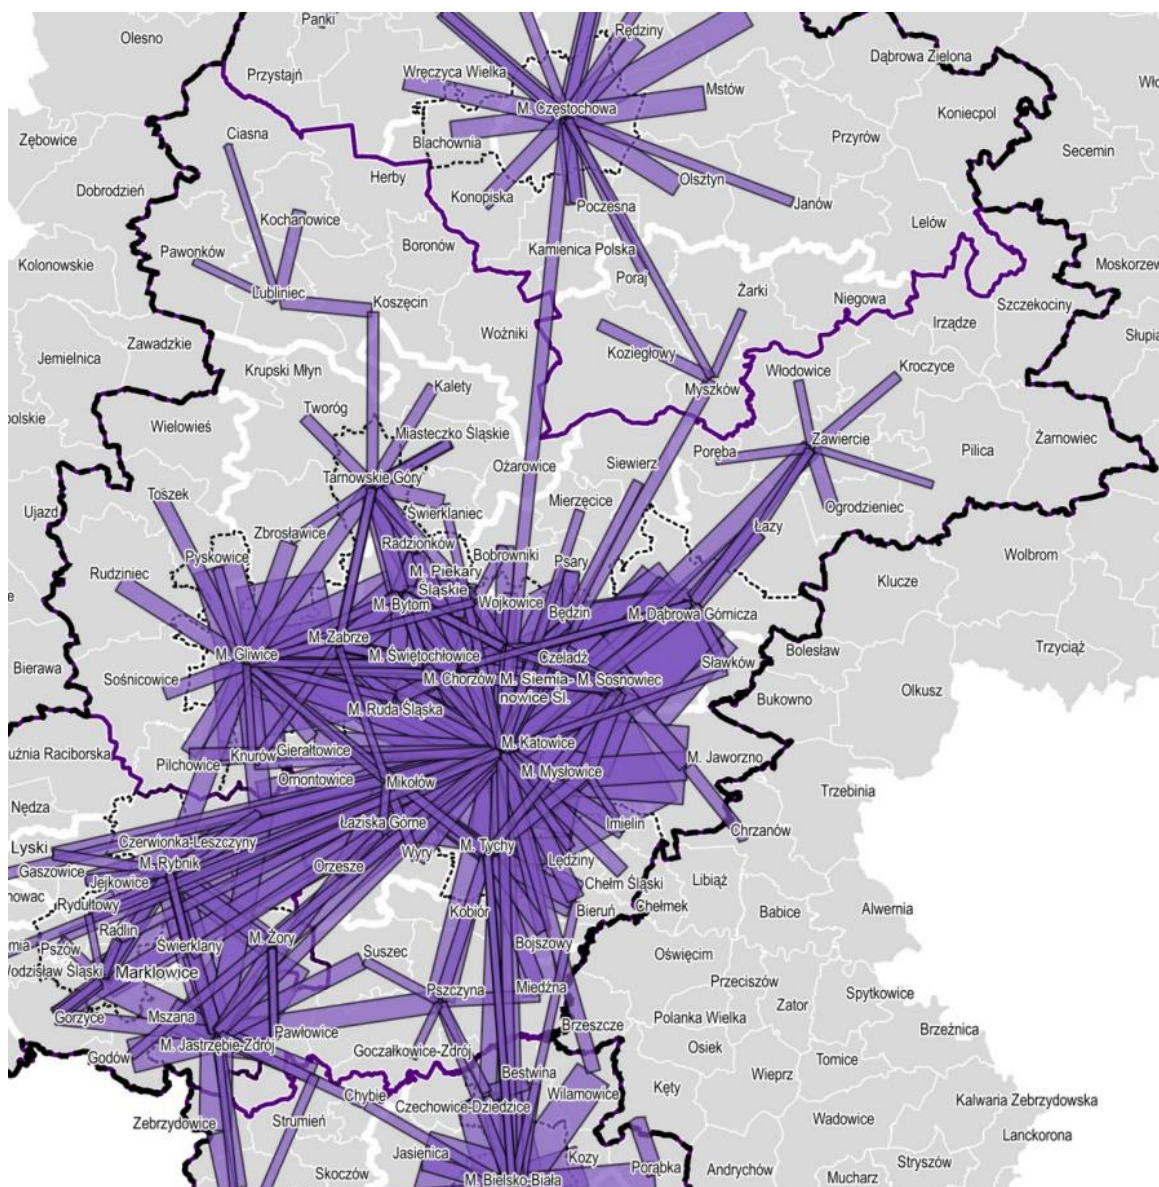 Panki
Olesno
Rędziny
Dąbrowa Zielona
Przystajń
Wręczyca Wielka
Mstów
M. Częstochowa
Koniecpol
Ciasna
Zębowice
Blachownia
Przyrów
Secemin
Herby
Olsztyn
Dobrodzień
Konopiska
Poczesna
Janów
Kochanowice
Lelów
Boronów
Kamienica Polska
Pawonków
Kolonowskie
Poraj
Moskorzew
Lubliniec
Koszęcin
Żarki
Niegowa
Szczekociny
Woźniki
Irządze
Zawadzkie
Słupia
Jemielnica
Koziegłowy
Krupski Młyn
Włodowice
Kroczyce
Kalety
Myszków
Tworóg
polskie
Wielowieś
Miasteczko Śląskie
Zawiercie
Żarnowiec
Poręba
Pilica
Ożarowice
Siewierz
Tarnowskie Góry
Toszek
Mierzęcice
Ogrodzieniec
Ujazd
Świerklaniec
Zbrosławice
Łazy
Radzionków
Bobrowniki
Wolbrom
Pyskowice
Psary
M. Piekary
Śląskie
Rudziniec
Klucze
M. Bytom
Wojkowice
Będzin
M. Dąbrowa Górnicza
M. Zabrze
Trzyciąż
Bolesław
M. Gliwice
M. Świętochłowice
Czeladź
Bierawa
Sławków
Sośnicowice
M. Chorzów
M. Siemia-
nowice Śl.
M. Sosnowiec
Olkusz
Bukowno
M. Ruda Śląska
M. Katowice
uźnia Raciborska
Knurów
Gierałtowice
Pilchowice
M. Jaworzno
M. Mysłowice
Ornontowice
Mikołów
Trzebinia
Nędza
Łaziska Górne
Imielin
Chrzanów
Czerwionka-Leszczyny
Lyski
M. Tychy
Wyry
M. Rybnik
Lędziny
Gaszowice
Orzesze
Jejkowice
Chełm Śląski
Libiąż
nowac
Rydułtowy
Kobiór
Bieruń
Chełmek
Babice
Alwernia
Radlin
M. Żory
Świerklany
Bojszowy
Pszów
Suszec
Oświęcim
Wodzisław Śląski
Marklowice
Pszczyna
Miedźna
Przeciszów
Spytkowice
Zator
Gorzyce
Mszana
Pawłowice
Polanka Wielka
Brzeszcze
Brzeźnica
M. Jastrzębie-Zdrój
Osiek
Godów
Goczałkowice-Zdrój
Tomice
Bestwina
Wieprz
Kęty
Chybie
Wilamowice
Czechowice-Dziedzice
Kalwaria Zebrzydowska
Zebrzydowice
Strumień
Wadowice
Lanckorona
Jasienica
Kozy
Stryszów
Skoczów
Porąbka
Andrychów
M. Bielsko-Biała
Mucharz